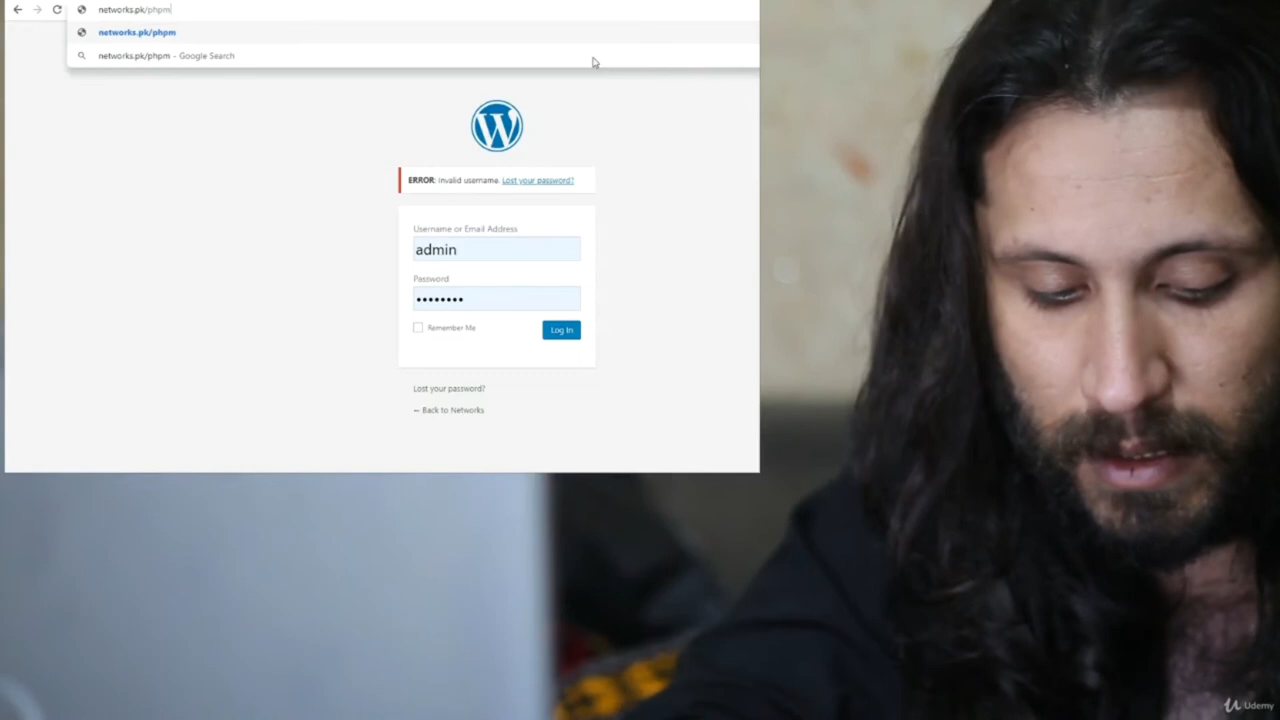 networks.pk/phpm
networks.pk/phpm
networks.pk/phpm - Google Search
ERROR: Invalid username. Lost your password?
Username or Email Address
admin
Password
••••••••
Remember Me
Log In
Lost your password?
← Back to Networks
Udemy